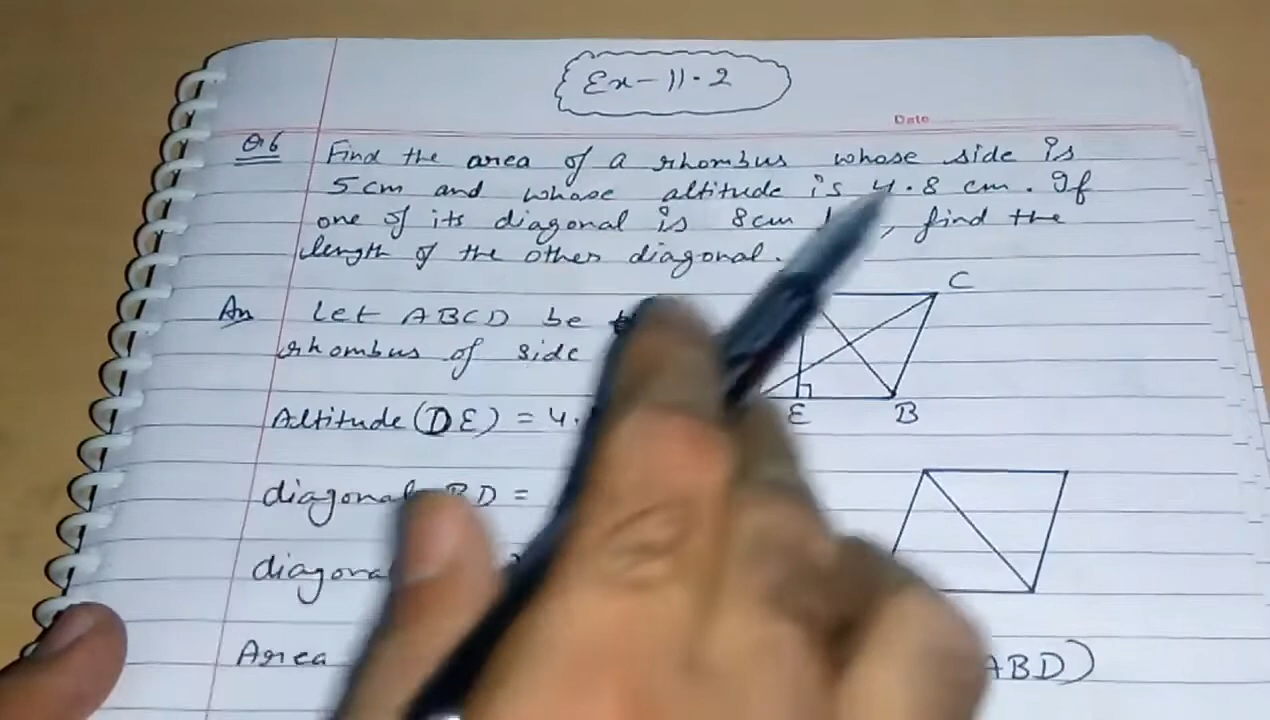 Ex-11.2
Date
Q.6 Find the area of a rhombus whose side is
5 cm and whose altitude is 4.8 cm. If
one of its diagonal is 8cm , find the
length of the other diagonal.
An Let ABCD be
C
rhombus of side
Altitude (DE) = 4.
E B
diagonal BD =
Area ABD)